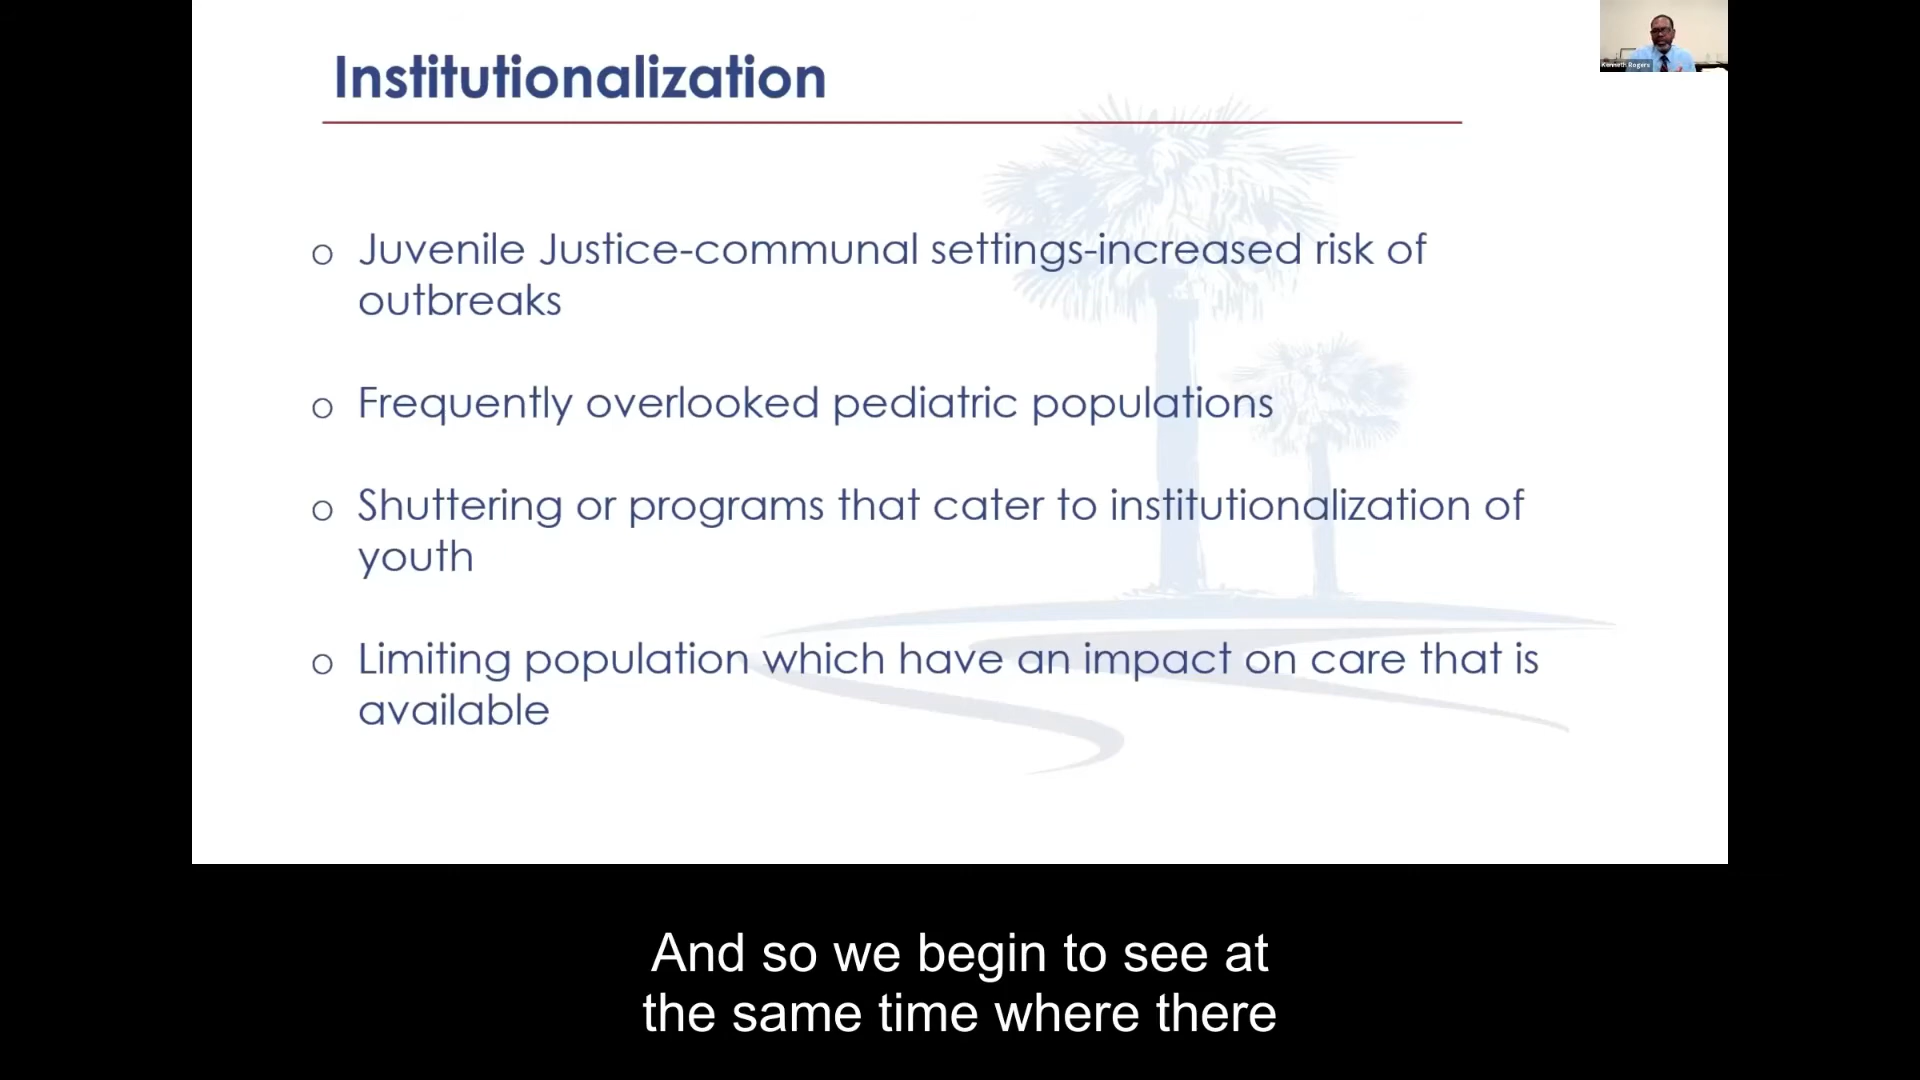 Institutionalization
Kenneth Rogers
o Juvenile Justice-communal settings-increased risk of
outbreaks
o Frequently overlooked pediatric populations
o Shuttering or programs that cater to institutionalization of
youth
o Limiting population which have an impact on care that is
available
And so we begin to see at
the same time where there